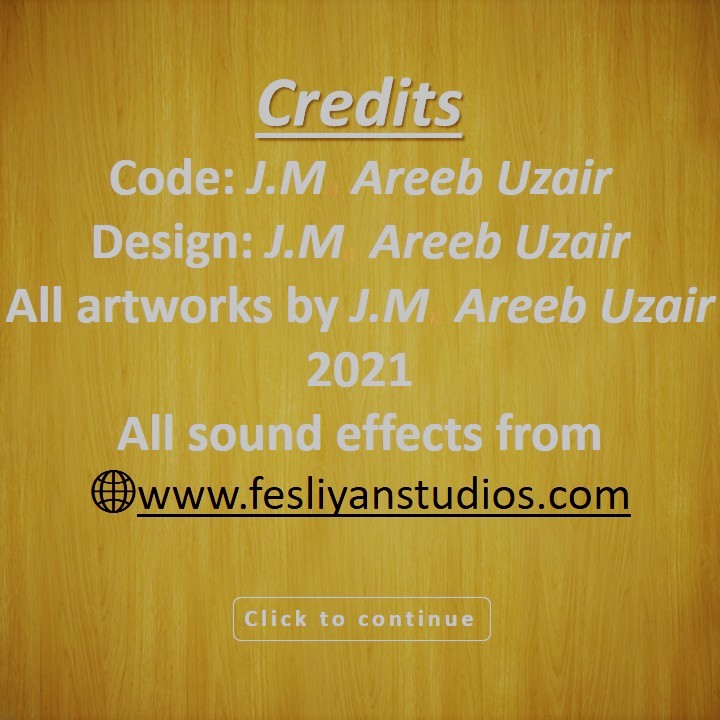 Credits
Code: J.M. Areeb Uzair
Design: J.M. Areeb Uzair
All artworks by J.M. Areeb Uzair
2021
All sound effects from
www.fesliyanstudios.com
Click to continue